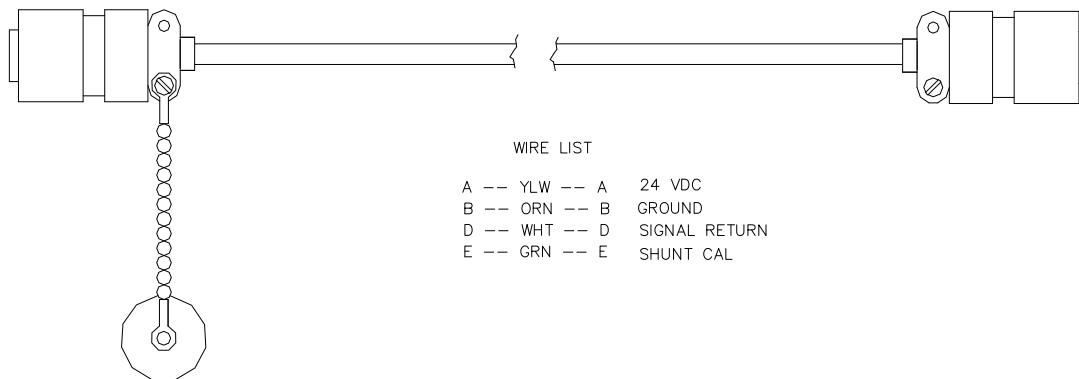 WIRE LIST
A -- YLW -- A 24 VDC
B -- ORN -- B GROUND
D -- WHT -- D SIGNAL RETURN
E -- GRN -- E SHUNT CAL